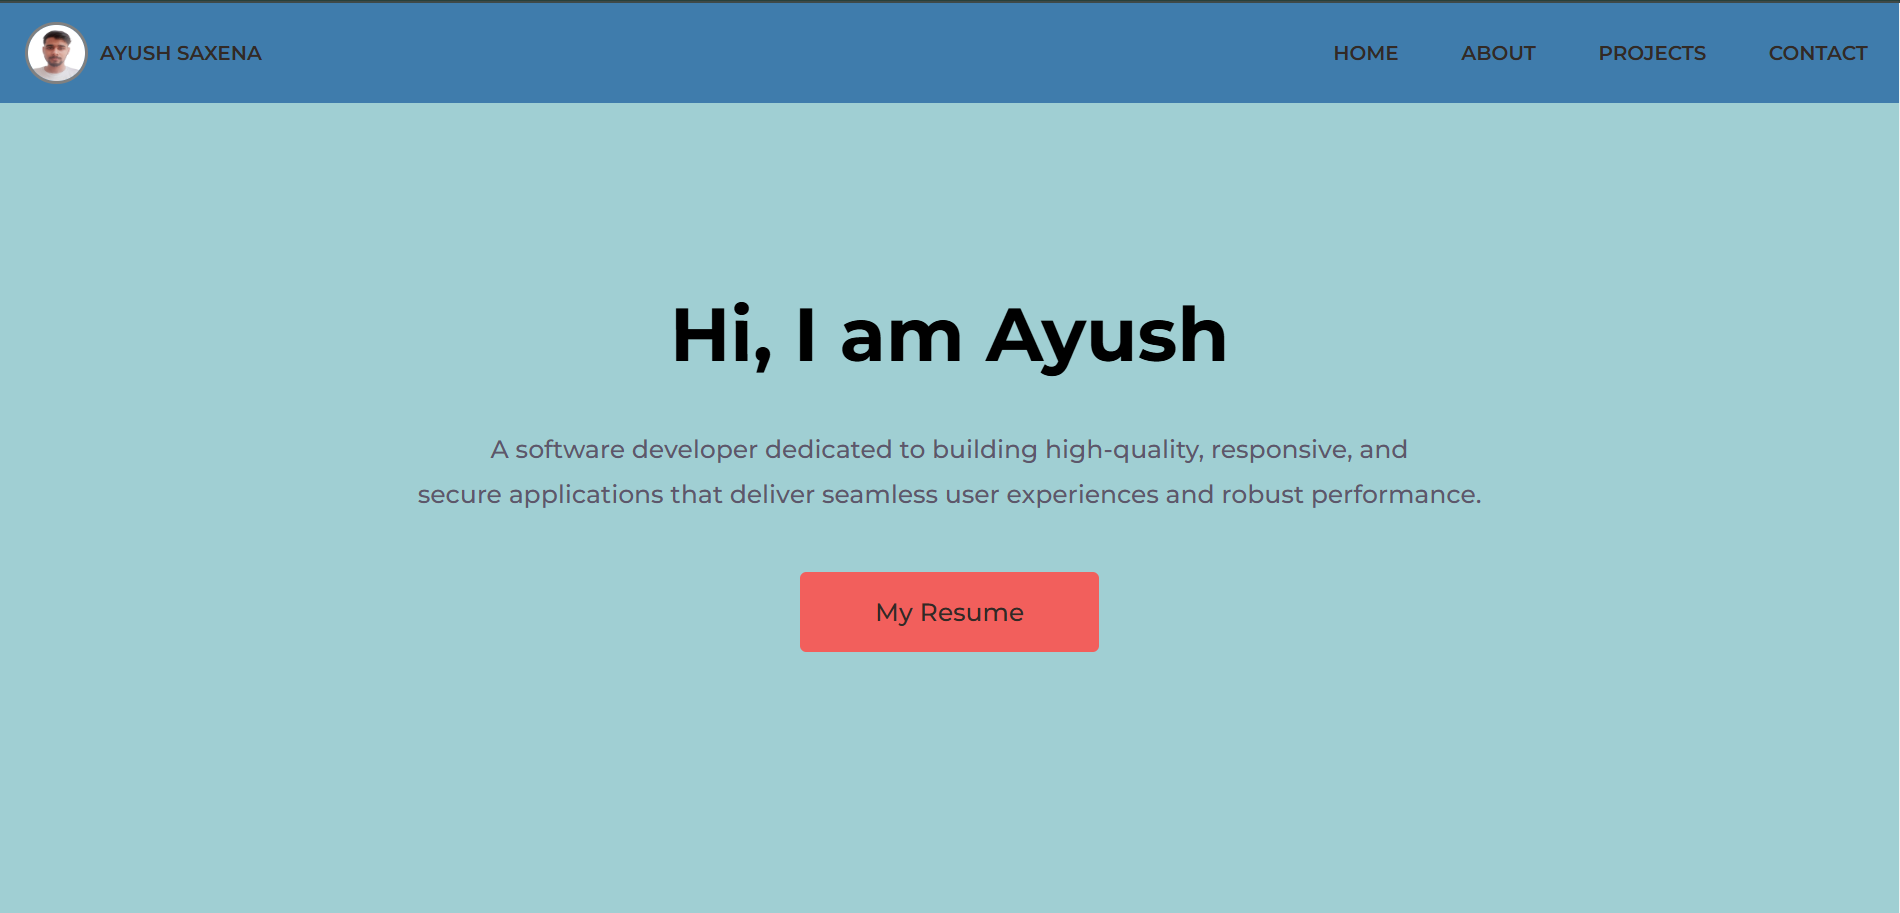 AYUSH SAXENA
HOME ABOUT PROJECTS CONTACT
Hi, I am Ayush
A software developer dedicated to building high-quality, responsive, and
secure applications that deliver seamless user experiences and robust performance.
My Resume